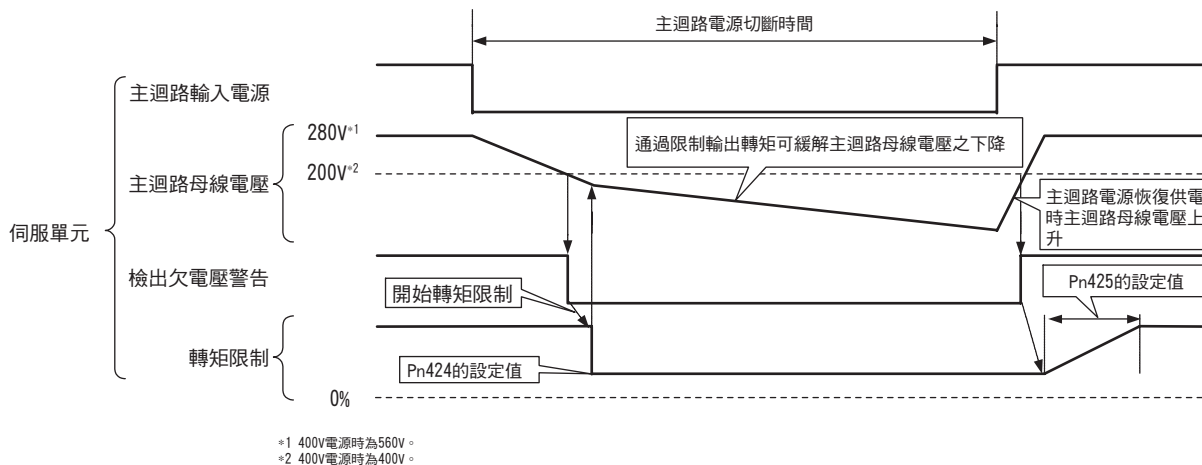 主迴路電源切斷時間
主迴路輸入電源
280V*1
通過限制輸出轉矩可緩解主迴路母線電壓之下降
200V*2
主迴路母線電壓
主迴路電源恢復供電
時主迴路母線電壓上
升
伺服單元
檢出欠電壓警告
開始轉矩限制
Pn425的設定值
轉矩限制
Pn424的設定值
0%
*1 400V電源時為560V。
*2 400V電源時為400V。